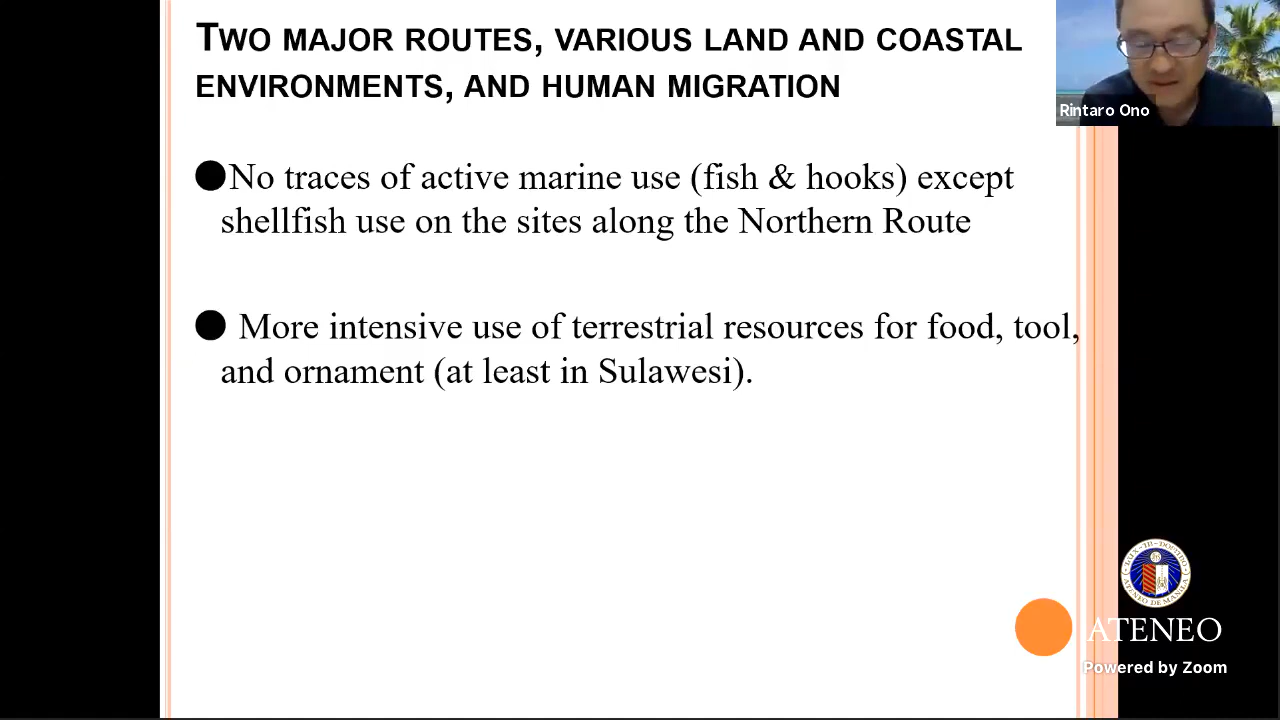 TWO MAJOR ROUTES, VARIOUS LAND AND COASTAL
ENVIRONMENTS, AND HUMAN MIGRATION
Rintaro Ono
●No traces of active marine use (fish & hooks) except
shellfish use on the sites along the Northern Route
● More intensive use of terrestrial resources for food, tool,
and ornament (at least in Sulawesi).
ATENEO
Powered by Zoom